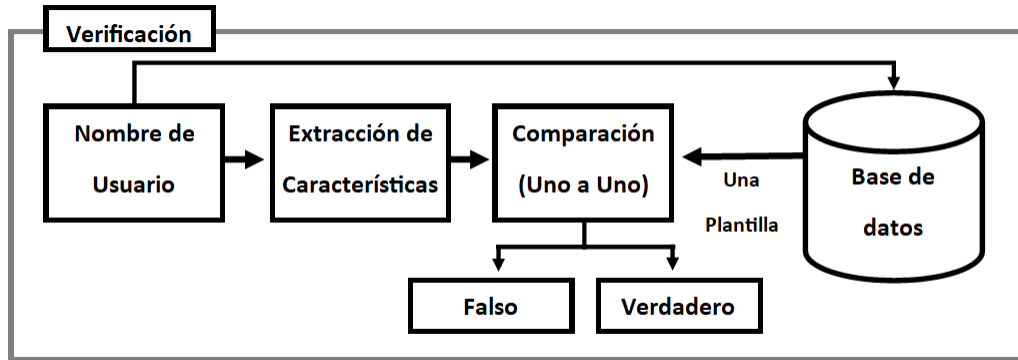 Verificación
Nombre de
Usuario
Extracción de
Características
Comparación
(Uno a Uno)
Una
Plantilla
Base de
datos
Falso
Verdadero